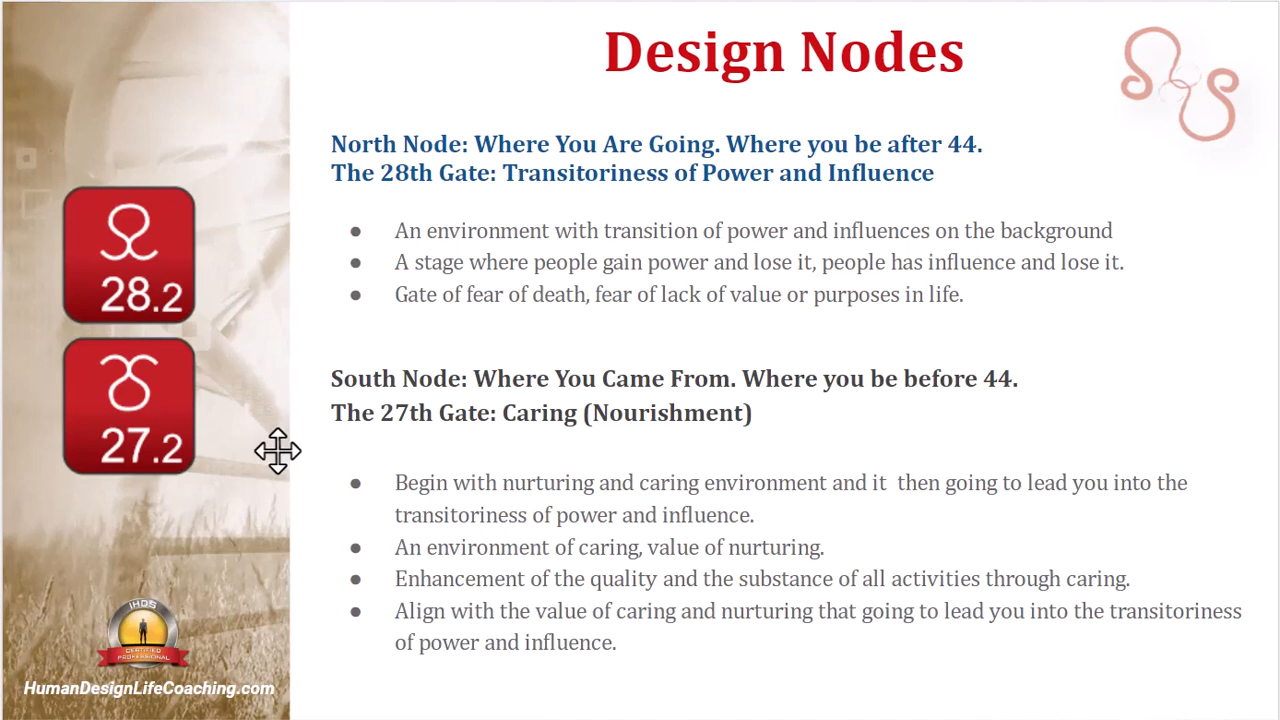 Design Nodes
North Node: Where You Are Going. Where you be after 44.
The 28th Gate: Transitoriness of Power and Influence
● An environment with transition of power and influences on the background
● A stage where people gain power and lose it, people has influence and lose it.
● Gate of fear of death, fear of lack of value or purposes in life.
28.2
South Node: Where You Came From. Where you be before 44.
The 27th Gate: Caring (Nourishment)
27.2
● Begin with nurturing and caring environment and it then going to lead you into the
transitoriness of power and influence.
● An environment of caring, value of nurturing.
● Enhancement of the quality and the substance of all activities through caring.
● Align with the value of caring and nurturing that going to lead you into the transitoriness
of power and influence.
IHDS
CERTIFIED
PROFESSIONAL
HumanDesignLifeCoaching.com